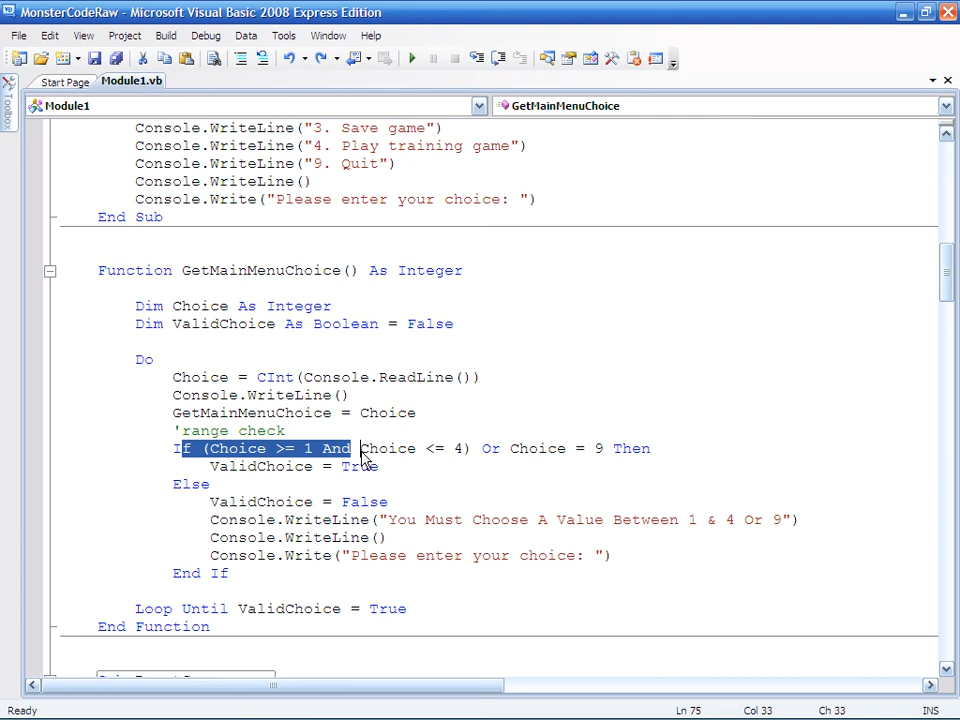 MonsterCodeRaw - Microsoft Visual Basic 2008 Express Edition
File Edit View Project Build Debug Data Tools Window Help
Toolbox
Start Page Module1.vb
Module1 GetMainMenuChoice
Console.WriteLine("3. Save game")
Console.WriteLine("4. Play training game")
Console.WriteLine("9. Quit")
Console.WriteLine()
Console.Write("Please enter your choice: ")
End Sub
Function GetMainMenuChoice() As Integer
Dim Choice As Integer
Dim ValidChoice As Boolean = False
Do
Choice = CInt(Console.ReadLine())
Console.WriteLine()
GetMainMenuChoice = Choice
'range check
If (Choice >= 1 And Choice <= 4) Or Choice = 9 Then
ValidChoice = True
Else
ValidChoice = False
Console.WriteLine("You Must Choose A Value Between 1 & 4 Or 9")
Console.WriteLine()
Console.Write("Please enter your choice: ")
End If
Loop Until ValidChoice = True
End Function
Ready Ln 75 Col 33 Ch 33 INS